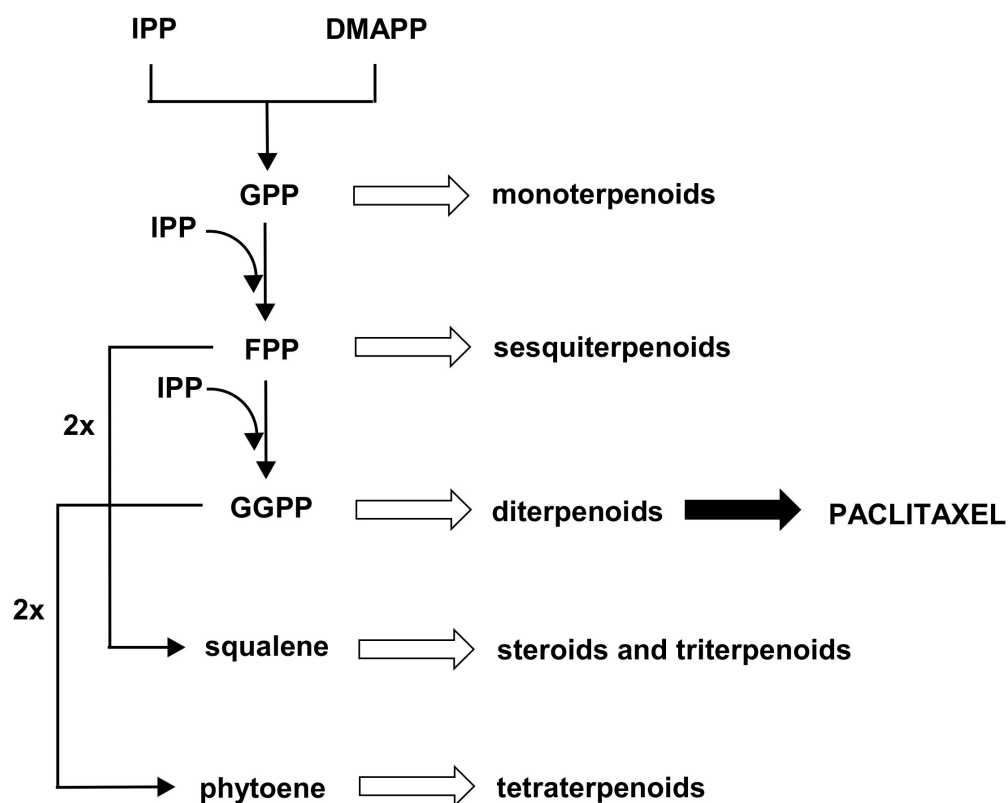 IPP DMAPP
GPP monoterpenoids
IPP
FPP sesquiterpenoids
IPP
2x
GGPP diterpenoids PACLITAXEL
2x
squalene steroids and triterpenoids
phytoene tetraterpenoids